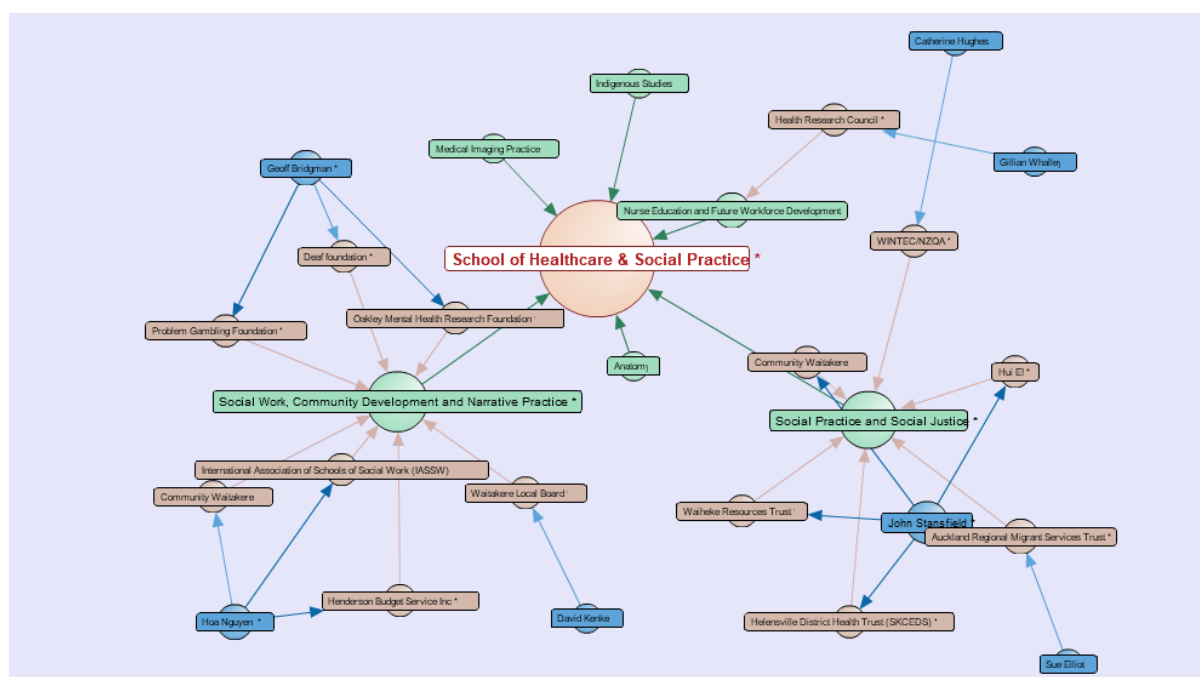 Catherine Hughes
Indigenous Studies
Health Research Council *
Medical Imaging Practice
Gillian Whalley
Geoff Bridgman *
Nurse Education and Future Workforce Development
WINTEC/NZQA *
Deaf foundation *
School of Healthcare & Social Practice *
Oakley Mental Health Research Foundation
Problem Gambling Foundation *
Community Waitakere
Anatomy
Hui E! *
Social Work, Community Development and Narrative Practice *
Social Practice and Social Justice *
International Association of Schools of Social Work (IASSW)
Community Waitakere
Waitakere Local Board
Waiheke Resources Trust
John Stansfield *
Auckland Regional Migrant Services Trust *
Henderson Budget Service Inc *
David Kenke
Hoa Nguyen *
Helensville District Health Trust (SKCEDS) *
Sue Elliot